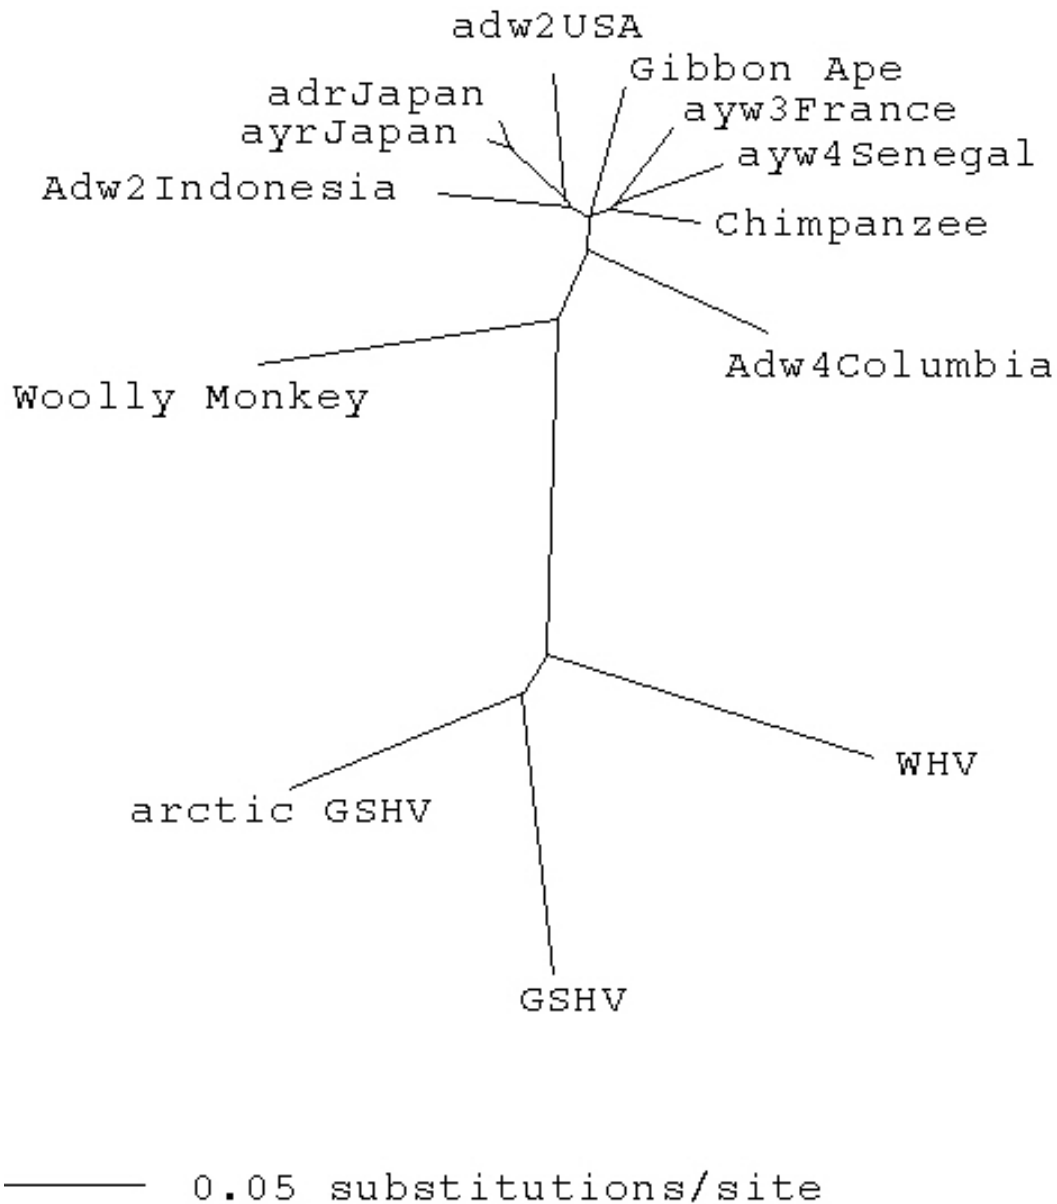 adw2USA
Gibbon Ape
adrJapan
ayw3France
ayrJapan
ayw4Senegal
Adw2Indonesia
Chimpanzee
Adw4Columbia
Woolly Monkey
WHV
arctic GSHV
GSHV
0.05 substitutions/site